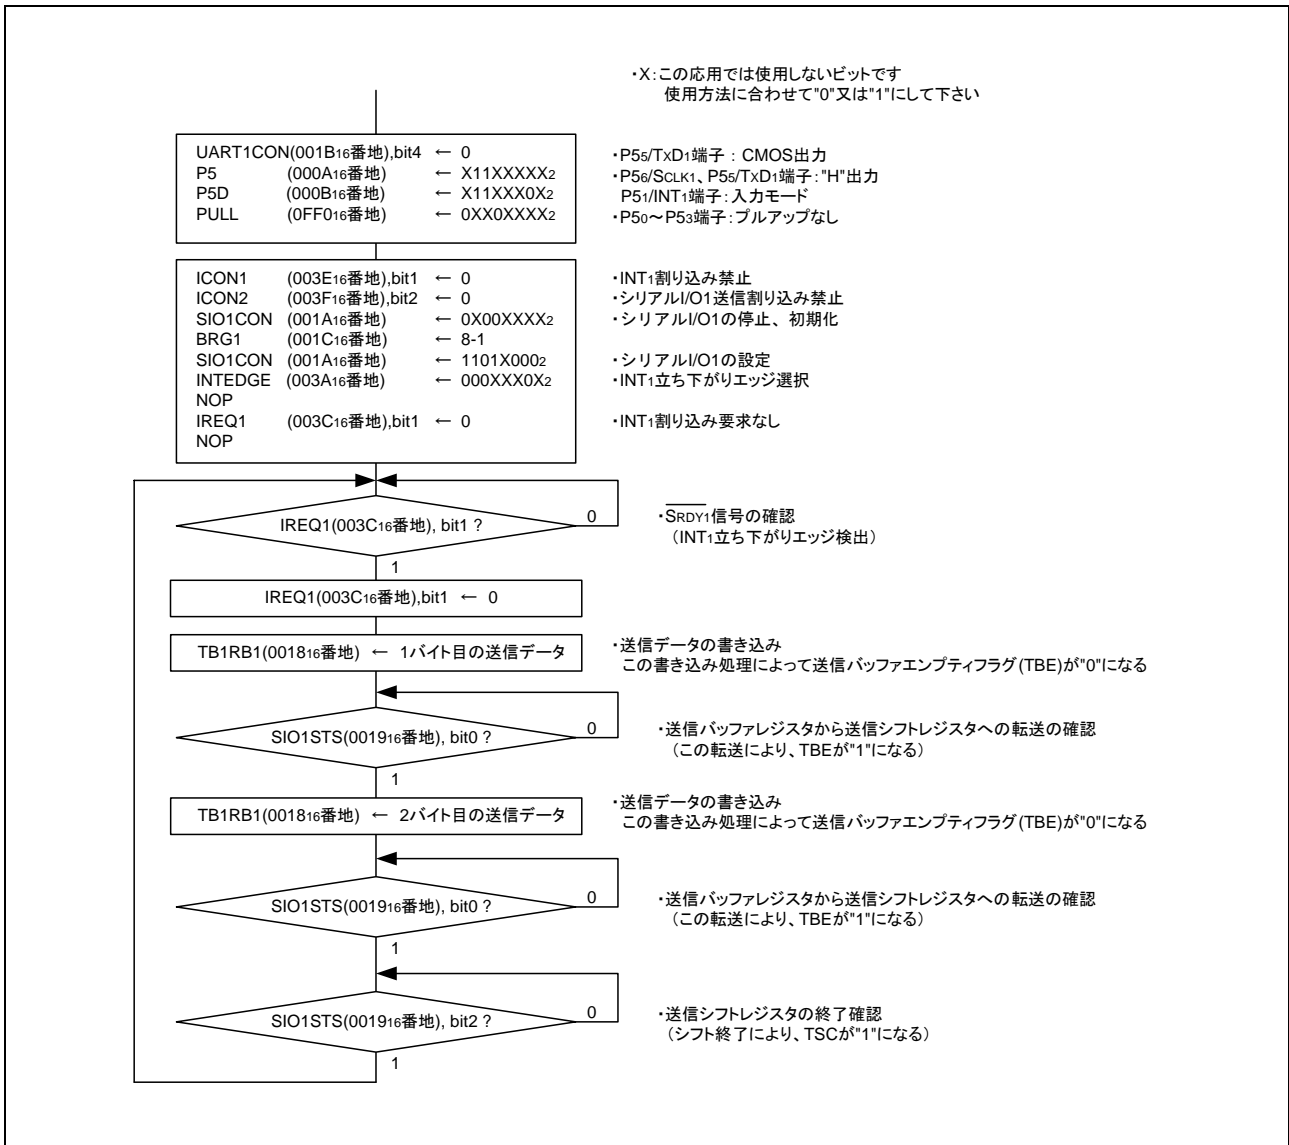 ・X：この応用では使用しないビットです
使用方法に合わせて"0"又は"1"にして下さい
UART1CON(001B16番地),bit4 ← 0
・P55/TxD1端子 : CMOS出力
P5 (000A16番地) ← X11XXXXX2
・P56/SCLK1、P55/TxD1端子："H"出力
P5D (000B16番地) ← X11XXX0X2
P51/INT1端子：入力モード
PULL (0FF016番地) ← 0XX0XXXX2
・P50～P53端子：プルアップなし
ICON1 (003E16番地),bit1 ← 0
・INT1割り込み禁止
ICON2 (003F16番地),bit2 ← 0
・シリアルI/O1送信割り込み禁止
SIO1CON (001A16番地) ← 0X00XXXX2
・シリアルI/O1の停止、初期化
BRG1 (001C16番地) ← 8-1
SIO1CON (001A16番地) ← 1101X0002
・シリアルI/O1の設定
INTEDGE (003A16番地) ← 000XXX0X2
・INT1立ち下がりエッジ選択
NOP
IREQ1 (003C16番地),bit1 ← 0
・INT1割り込み要求なし
NOP
IREQ1(003C16番地), bit1 ?
0
・SRDY1信号の確認
（INT1立ち下がりエッジ検出）
1
IREQ1(003C16番地),bit1 ← 0
TB1RB1(001816番地) ← 1バイト目の送信データ
・送信データの書き込み
この書き込み処理によって送信バッファエンプティフラグ(TBE)が"0"になる
SIO1STS(001916番地), bit0 ?
0
・送信バッファレジスタから送信シフトレジスタへの転送の確認
（この転送により、TBEが"1"になる）
1
TB1RB1(001816番地) ← 2バイト目の送信データ
・送信データの書き込み
この書き込み処理によって送信バッファエンプティフラグ(TBE)が"0"になる
SIO1STS(001916番地), bit0 ?
0
・送信バッファレジスタから送信シフトレジスタへの転送の確認
（この転送により、TBEが"1"になる）
1
SIO1STS(001916番地), bit2 ?
0
・送信シフトレジスタの終了確認
（シフト終了により、TSCが"1"になる）
1